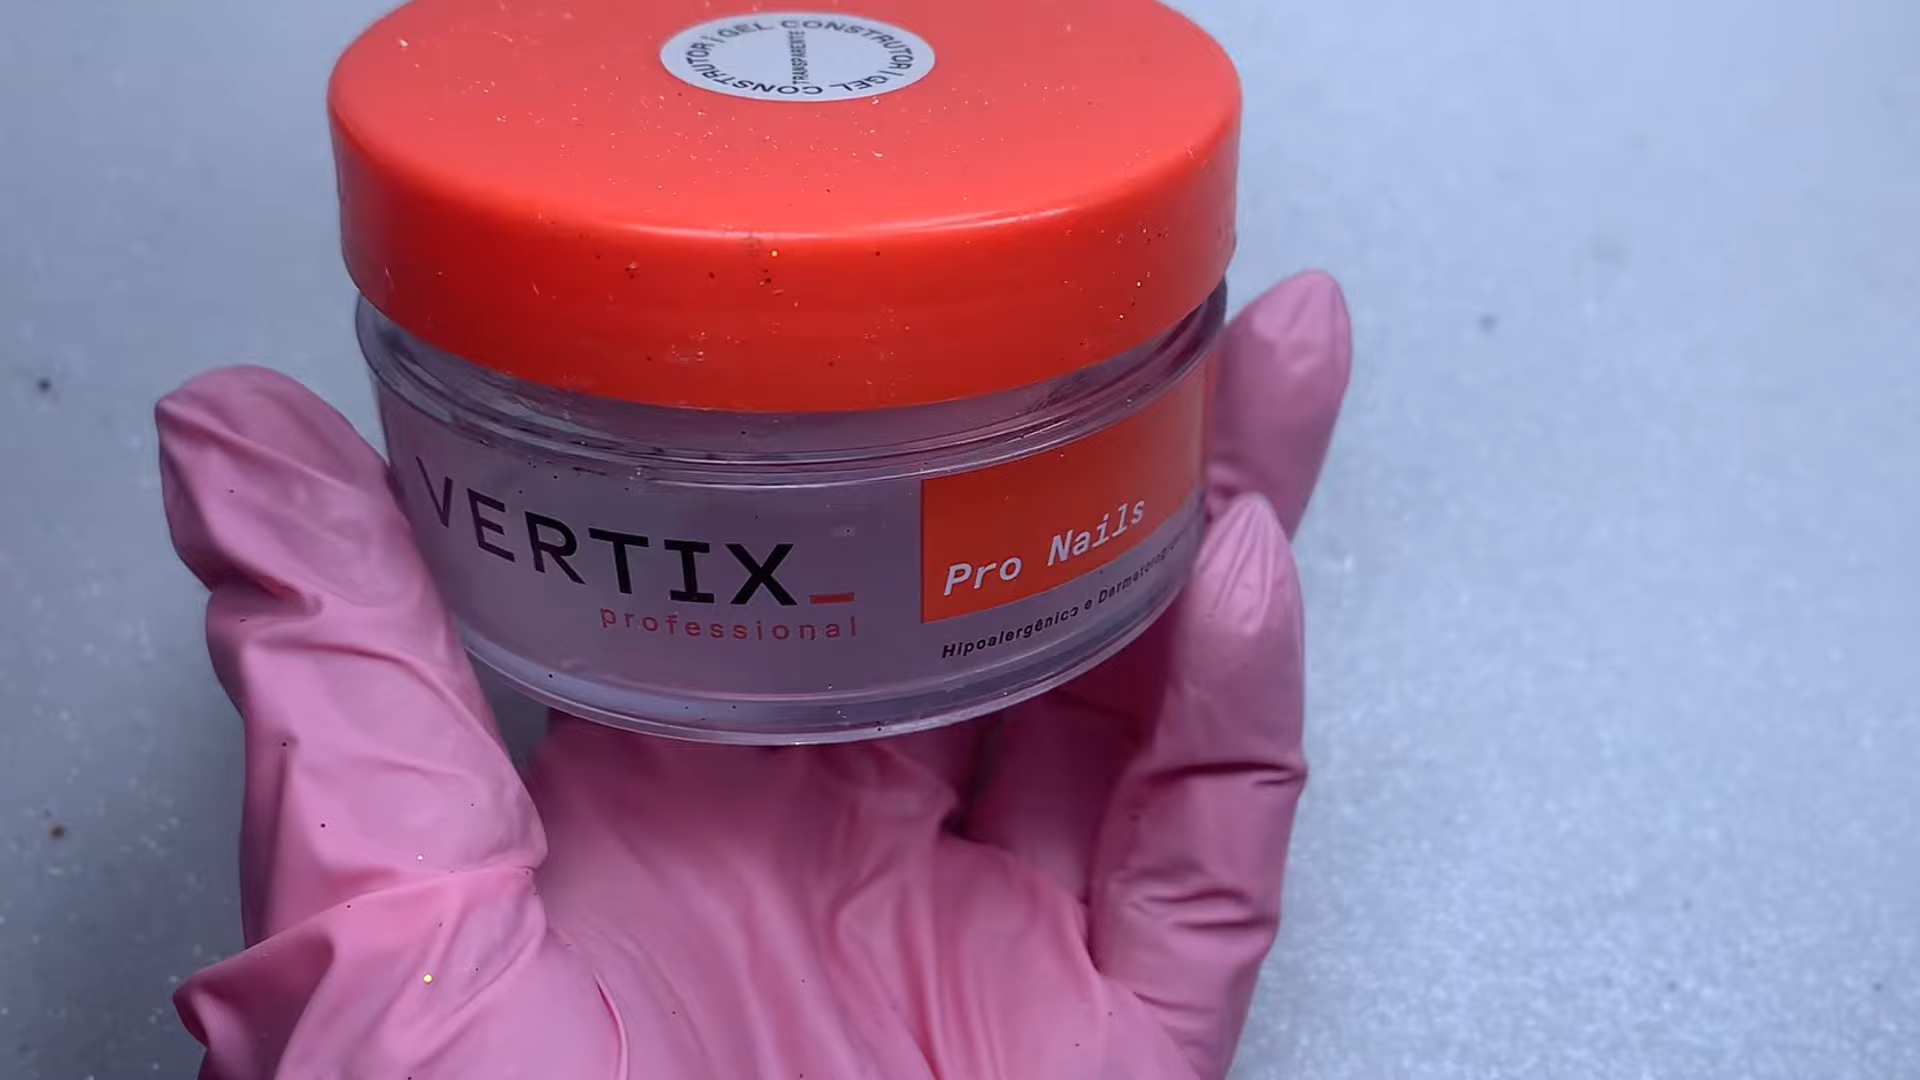 GEL CONSTRUTOR / GEL CONSTRUTOR /
TRANSPARENTE
VERTIX_
professional
Pro Nails
Hipoalergênico e